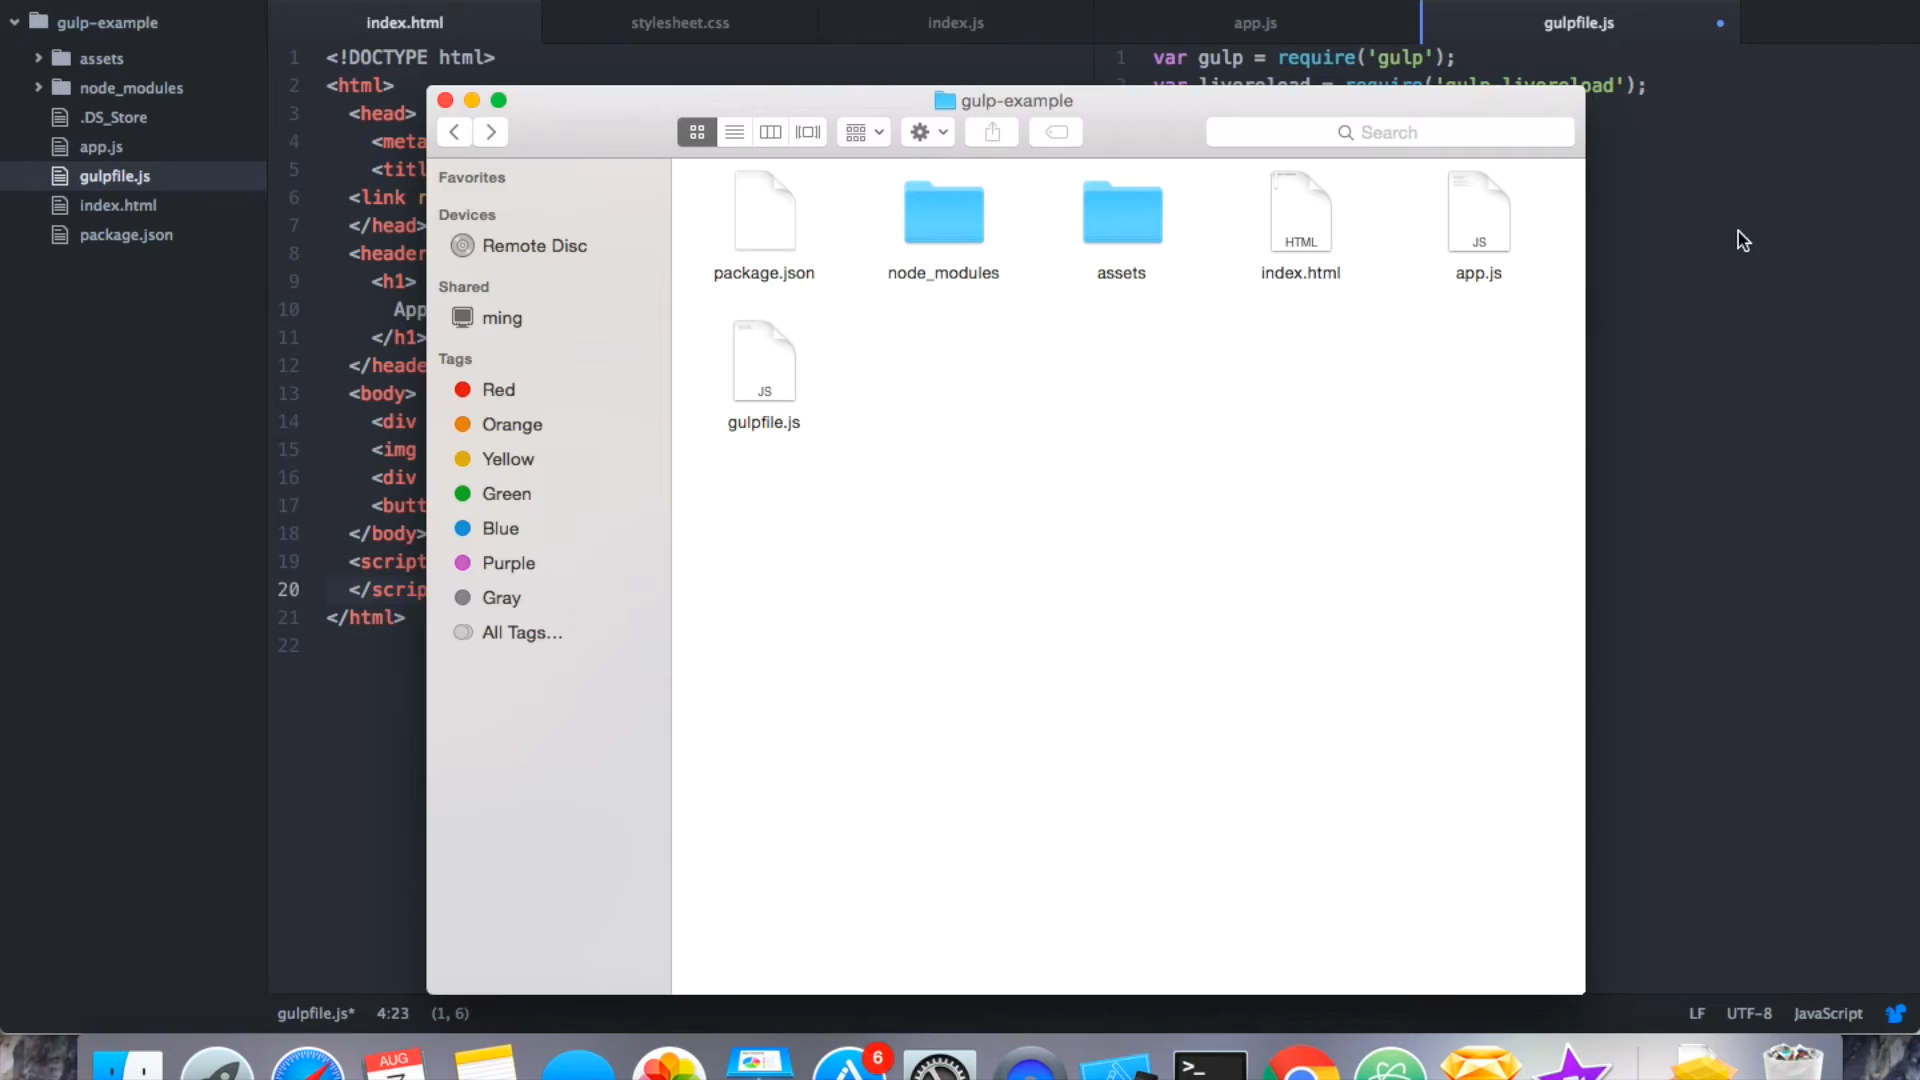 gulp-example
assets
node_modules
.DS_Store
app.js
gulpfile.js
index.html
package.json
index.html
stylesheet.css
index.js
app.js
gulpfile.js
1 <!DOCTYPE html>
2 <html>
3 <head>
4 <meta
5 <titl
6 <link r
7 </head>
8 <header
9 <h1>
10 App
11 </h1>
12 </heade
13 <body>
14 <div
15 <img
16 <div
17 <butt
18 </body>
19 <script
20 </scrip
21 </html>
22
1 var gulp = require('gulp');
2 var livereload = require('gulp-livereload');
gulp-example
Search
Favorites
Devices
Remote Disc
Shared
ming
Tags
Red
Orange
Yellow
Green
Blue
Purple
Gray
All Tags...
package.json
node_modules
assets
HTML
index.html
JS
app.js
JS
gulpfile.js
gulpfile.js* 4:23 (1, 6)
LF UTF-8 JavaScript
AUG
6
>_